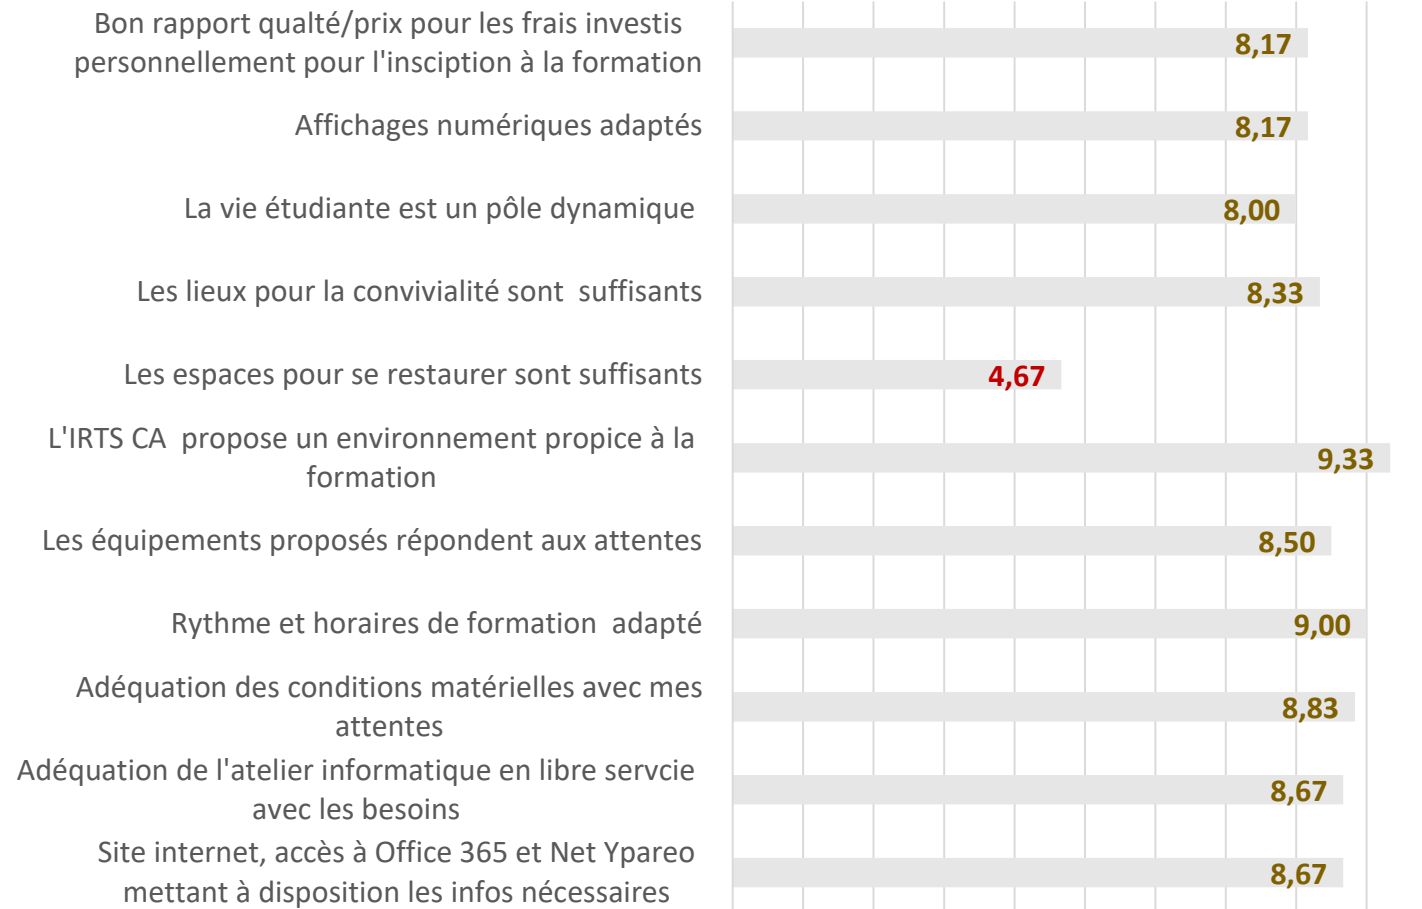 Bon rapport qualté/prix pour les frais investis
personnellement pour l'insciption à la formation
8,17
Affichages numériques adaptés
8,17
La vie étudiante est un pôle dynamique
8,00
Les lieux pour la convivialité sont  suffisants
8,33
Les espaces pour se restaurer sont suffisants
4,67
L'IRTS CA  propose un environnement propice à la
formation
9,33
Les équipements proposés répondent aux attentes
8,50
Rythme et horaires de formation  adapté
9,00
Adéquation des conditions matérielles avec mes
attentes
8,83
Adéquation de l'atelier informatique en libre servcie
avec les besoins
8,67
Site internet, accès à Office 365 et Net Ypareo
mettant à disposition les infos nécessaires
8,67